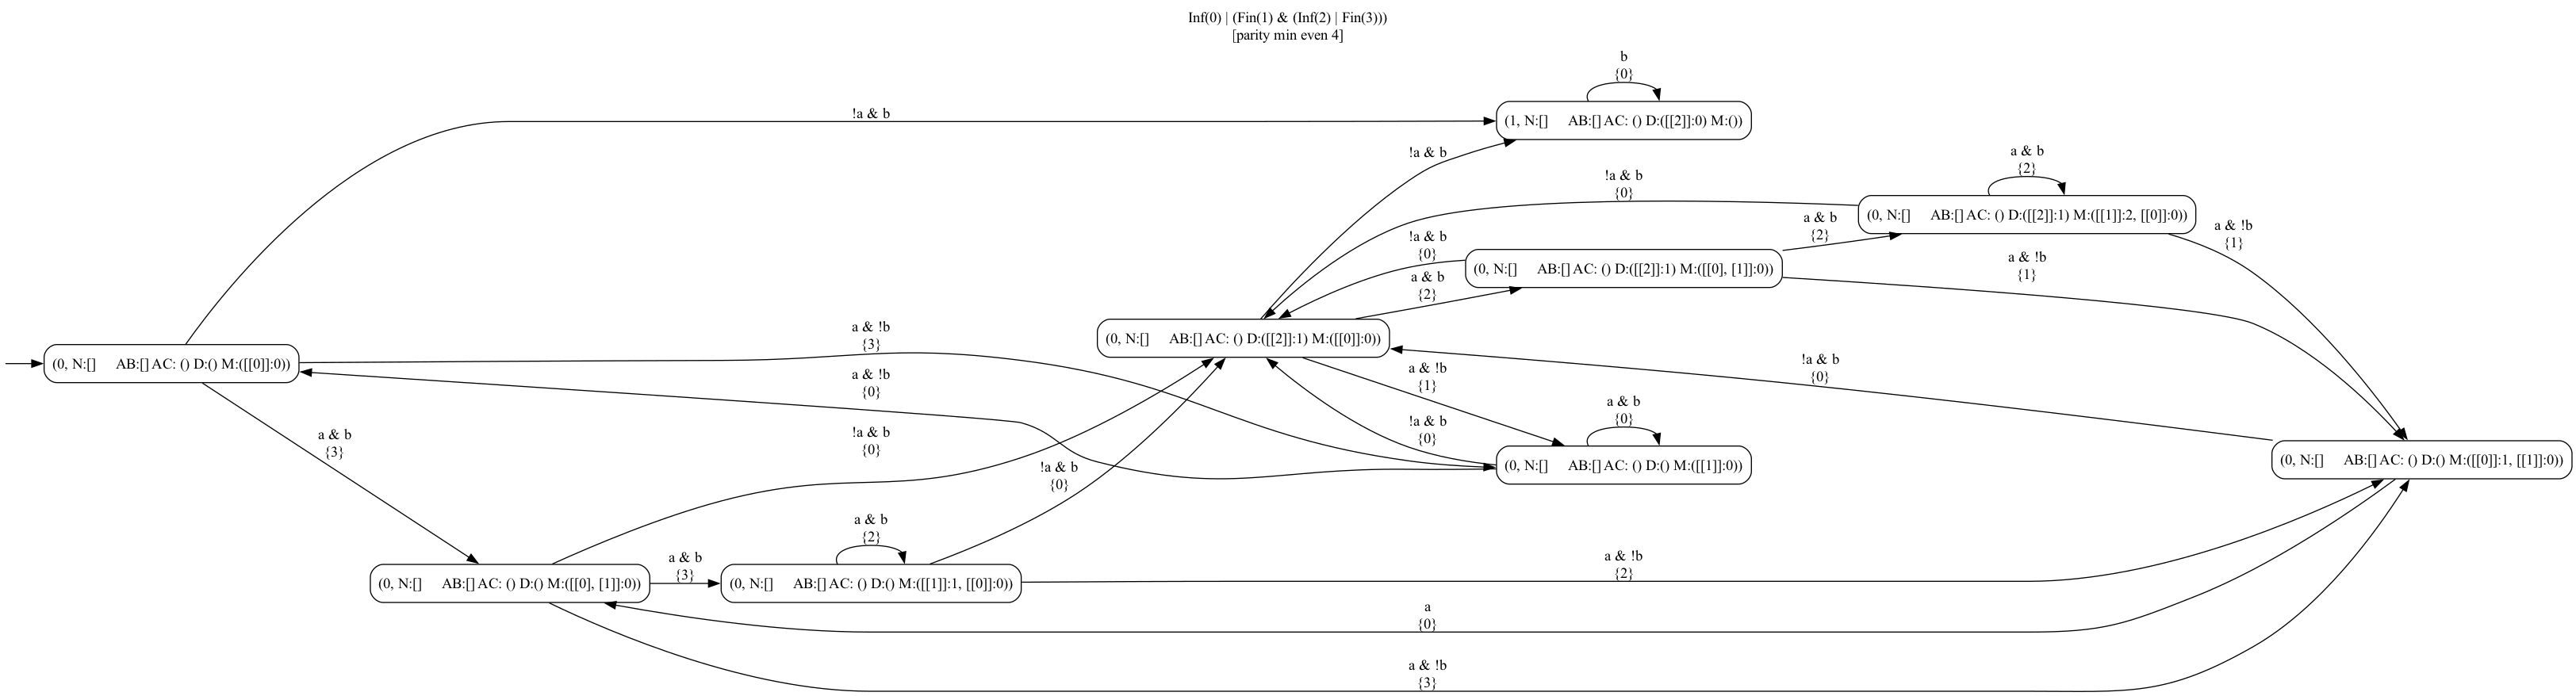 Inf(0) | (Fin(1) & (Inf(2) | Fin(3)))
[parity min even 4]
b
{0}
!a & b
(1, N:[] AB:[] AC: () D:([[2]]:0) M:())
!a & b
a & b
{2}
!a & b
{0}
(0, N:[] AB:[] AC: () D:([[2]]:1) M:([[1]]:2, [[0]]:0))
a & b
{2}
a & !b
{1}
!a & b
{0}
(0, N:[] AB:[] AC: () D:([[2]]:1) M:([[0], [1]]:0))
a & !b
{1}
a & b
{2}
(0, N:[] AB:[] AC: () D:([[2]]:1) M:([[0]]:0))
(0, N:[] AB:[] AC: () D:() M:([[0]]:0))
a & !b
{3}
a & !b
{0}
a & !b
{1}
!a & b
{0}
a & b
{3}
!a & b
{0}
!a & b
{0}
a & b
{0}
(0, N:[] AB:[] AC: () D:() M:([[1]]:0))
(0, N:[] AB:[] AC: () D:() M:([[0]]:1, [[1]]:0))
!a & b
{0}
a & b
{2}
(0, N:[] AB:[] AC: () D:() M:([[0], [1]]:0))
a & b
{3}
(0, N:[] AB:[] AC: () D:() M:([[1]]:1, [[0]]:0))
a & !b
{2}
a
{0}
a & !b
{3}